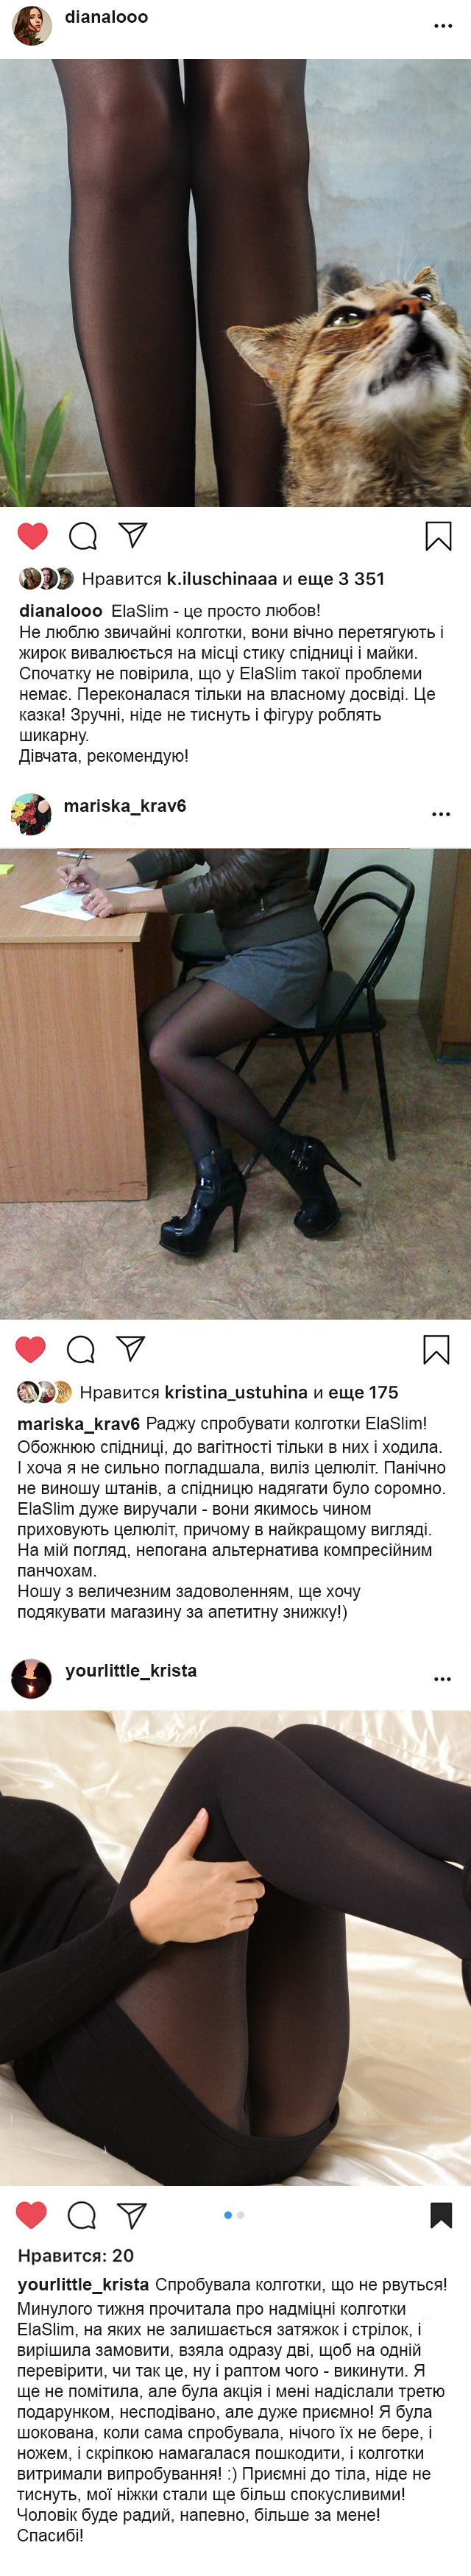 dianalooo
Нравится k.iluschinaaa и еще 3 351
dianalooo ElaSlim - це просто любов!
Не люблю звичайні колготки, вони вічно перетягують і
жирок вивалюється на місці стику спідниці і майки.
Спочатку не повірила, що у ElaSlim такої проблеми
немає. Переконалася тільки на власному досвіді. Це
казка! Зручні, ніде не тиснуть і фігуру роблять
шикарну.
Дівчата, рекомендую!
mariska_krav6
Нравится kristina_ustuhina и еще 175
mariska_krav6 Раджу спробувати колготки ElaSlim!
Обожнюю спідниці, до вагітності тільки в них і ходила.
І хоча я не сильно погладшала, виліз целюліт. Панічно
не виношу штанів, а спідницю надягати було соромно.
ElaSlim дуже виручали - вони якимось чином
приховують целюліт, причому в найкращому вигляді.
На мій погляд, непогана альтернатива компресійним
панчохам.
Ношу з величезним задоволенням, ще хочу
подякувати магазину за апетитну знижку!)
yourlittle_krista
Нравится: 20
yourlittle_krista Спробувала колготки, що не рвуться!
Минулого тижня прочитала про надміцні колготки
ElaSlim, на яких не залишається затяжок і стрілок, і
вирішила замовити, взяла одразу дві, щоб на одній
перевірити, чи так це, ну і раптом чого - викинути. Я
ще не помітила, але була акція і мені надіслали третю
подарунком, несподівано, але дуже приємно! Я була
шокована, коли сама спробувала, нічого їх не бере, і
ножем, і скріпкою намагалася пошкодити, і колготки
витримали випробування! :) Приємні до тіла, ніде не
тиснуть, мої ніжки стали ще більш спокусливими!
Чоловік буде радий, напевно, більше за мене!
Спасибі!